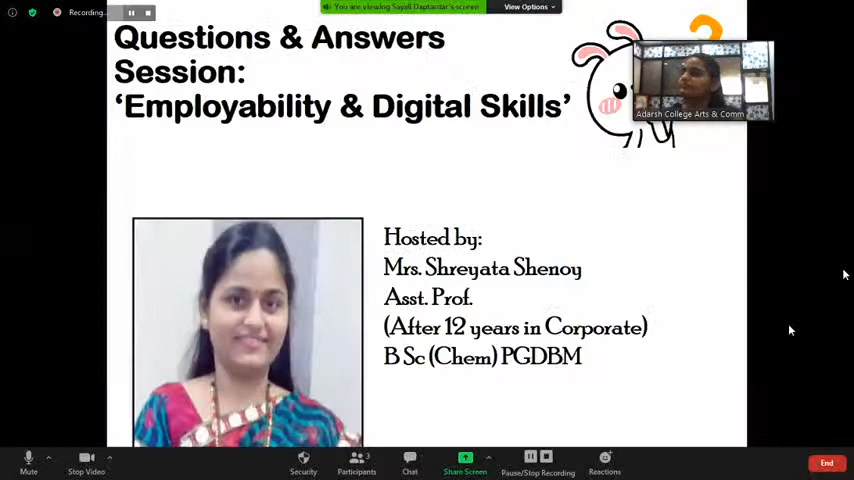 Recording...
You are viewing Sayali Daptardar's screen
View Options
Questions & Answers
Session:
'Employability & Digital Skills'
?
Adarsh College Arts & Comm
Hosted by:
Mrs. Shreyata Shenoy
Asst. Prof.
(After 12 years in Corporate)
B Sc (Chem) PGDBM
Mute
Stop Video
Security
Participants
3
Chat
Share Screen
Pause/Stop Recording
Reactions
End